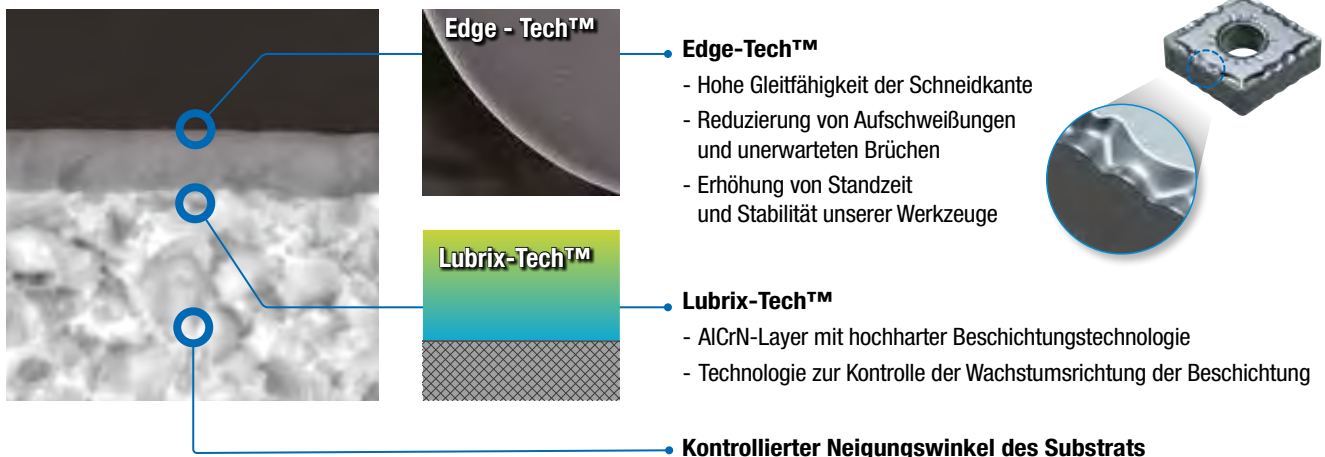 Edge - Tech™
Edge-Tech™
- Hohe Gleitfähigkeit der Schneidkante
- Reduzierung von Aufschweißungen
und unerwarteten Brüchen
- Erhöhung von Standzeit
und Stabilität unserer Werkzeuge
Lubrix-Tech™
Lubrix-Tech™
- AlCrN-Layer mit hochharter Beschichtungstechnologie
- Technologie zur Kontrolle der Wachstumsrichtung der Beschichtung
Kontrollierter Neigungswinkel des Substrats